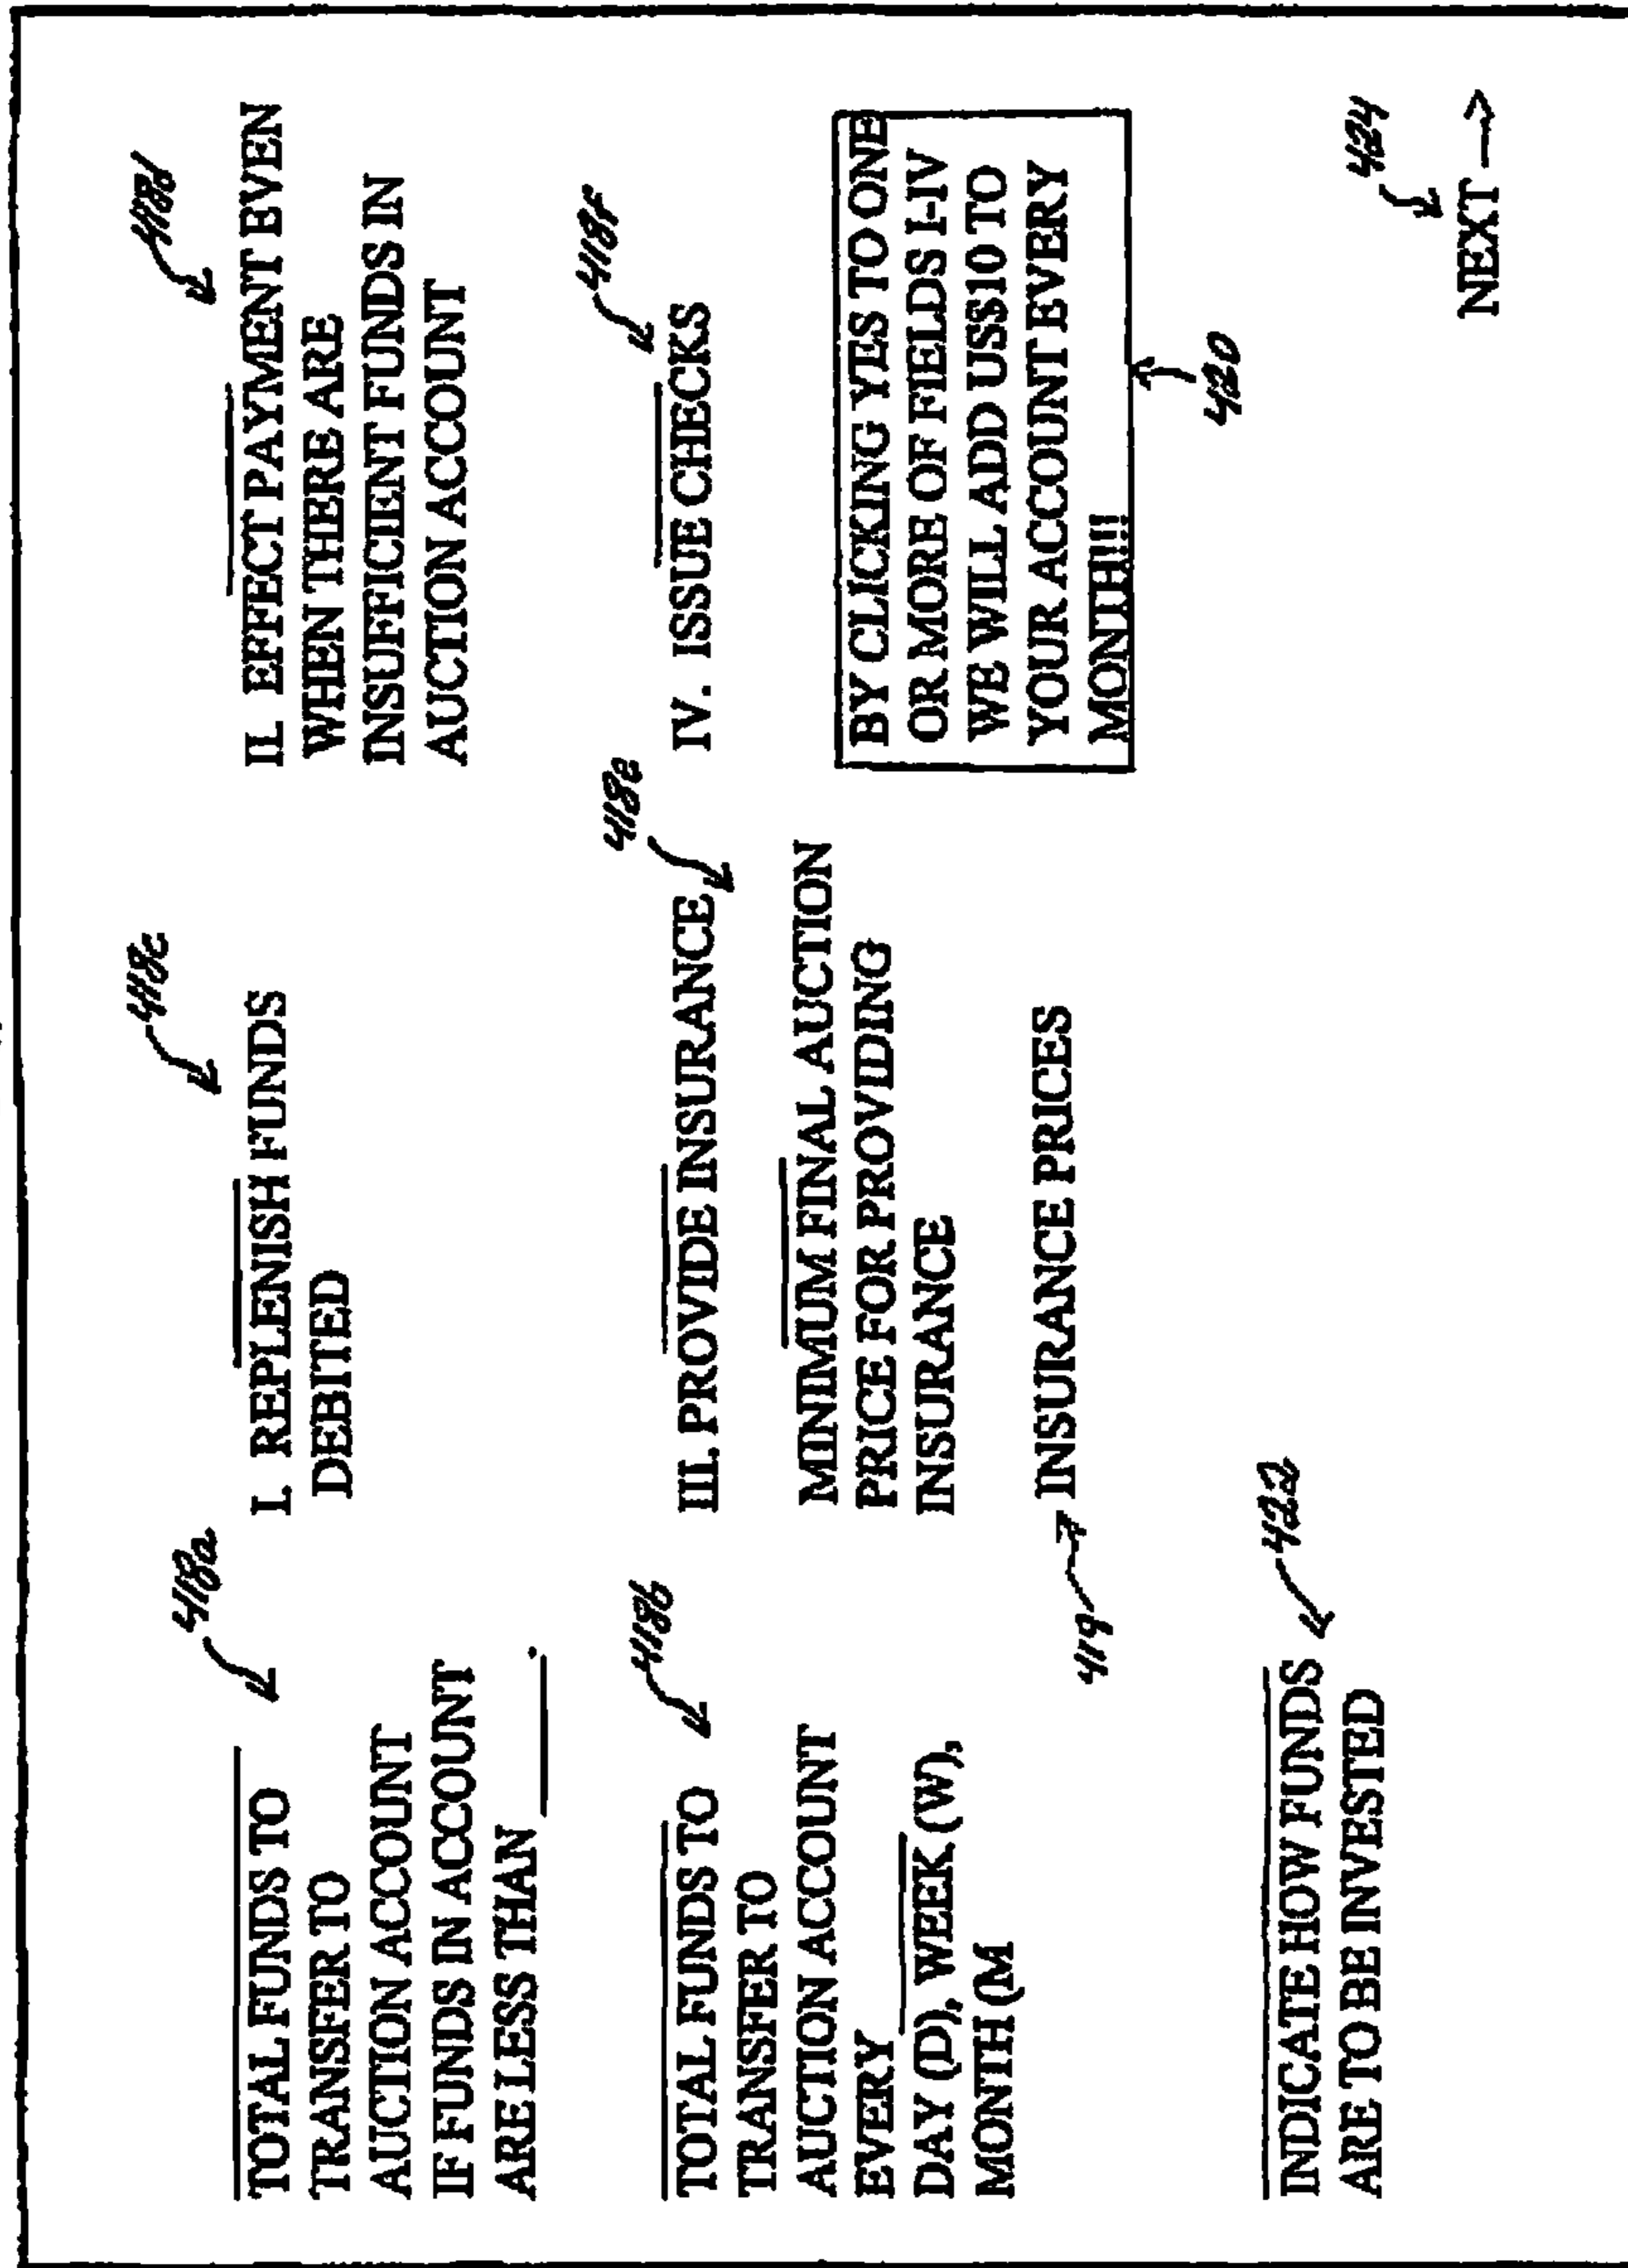 418a
TOTAL FUNDS TO
TRANSFER TO
AUCTION ACCOUNT
IF FUNDS IN ACCOUNT
ARE LESS THAN ____.
418c
I. REPLENISH FUNDS
DEBITED
418d
II. EFFECT PAYMENT EVEN
WHEN THERE ARE
INSUFFICIENT FUNDS IN
AUCTION ACCOUNT
418b
TOTAL FUNDS TO
TRANSFER TO
AUCTION ACCOUNT
EVERY ____
DAY (D), WEEK (W),
MONTH (M
418e
III. PROVIDE INSURANCE
MINIMUM FINAL AUCTION
PRICE FOR PROVIDING
INSURANCE
419
INSURANCE PRICES
418f
IV. ISSUE CHECKS
BY CLICKING YES TO ONE
OR MORE OF FIELDS I-IV
WE WILL ADD US$10 TO
YOUR ACCOUNT EVERY
MONTH!!!
420
422
INDICATE HOW FUNDS
ARE TO BE INVESTED
424
NEXT -->